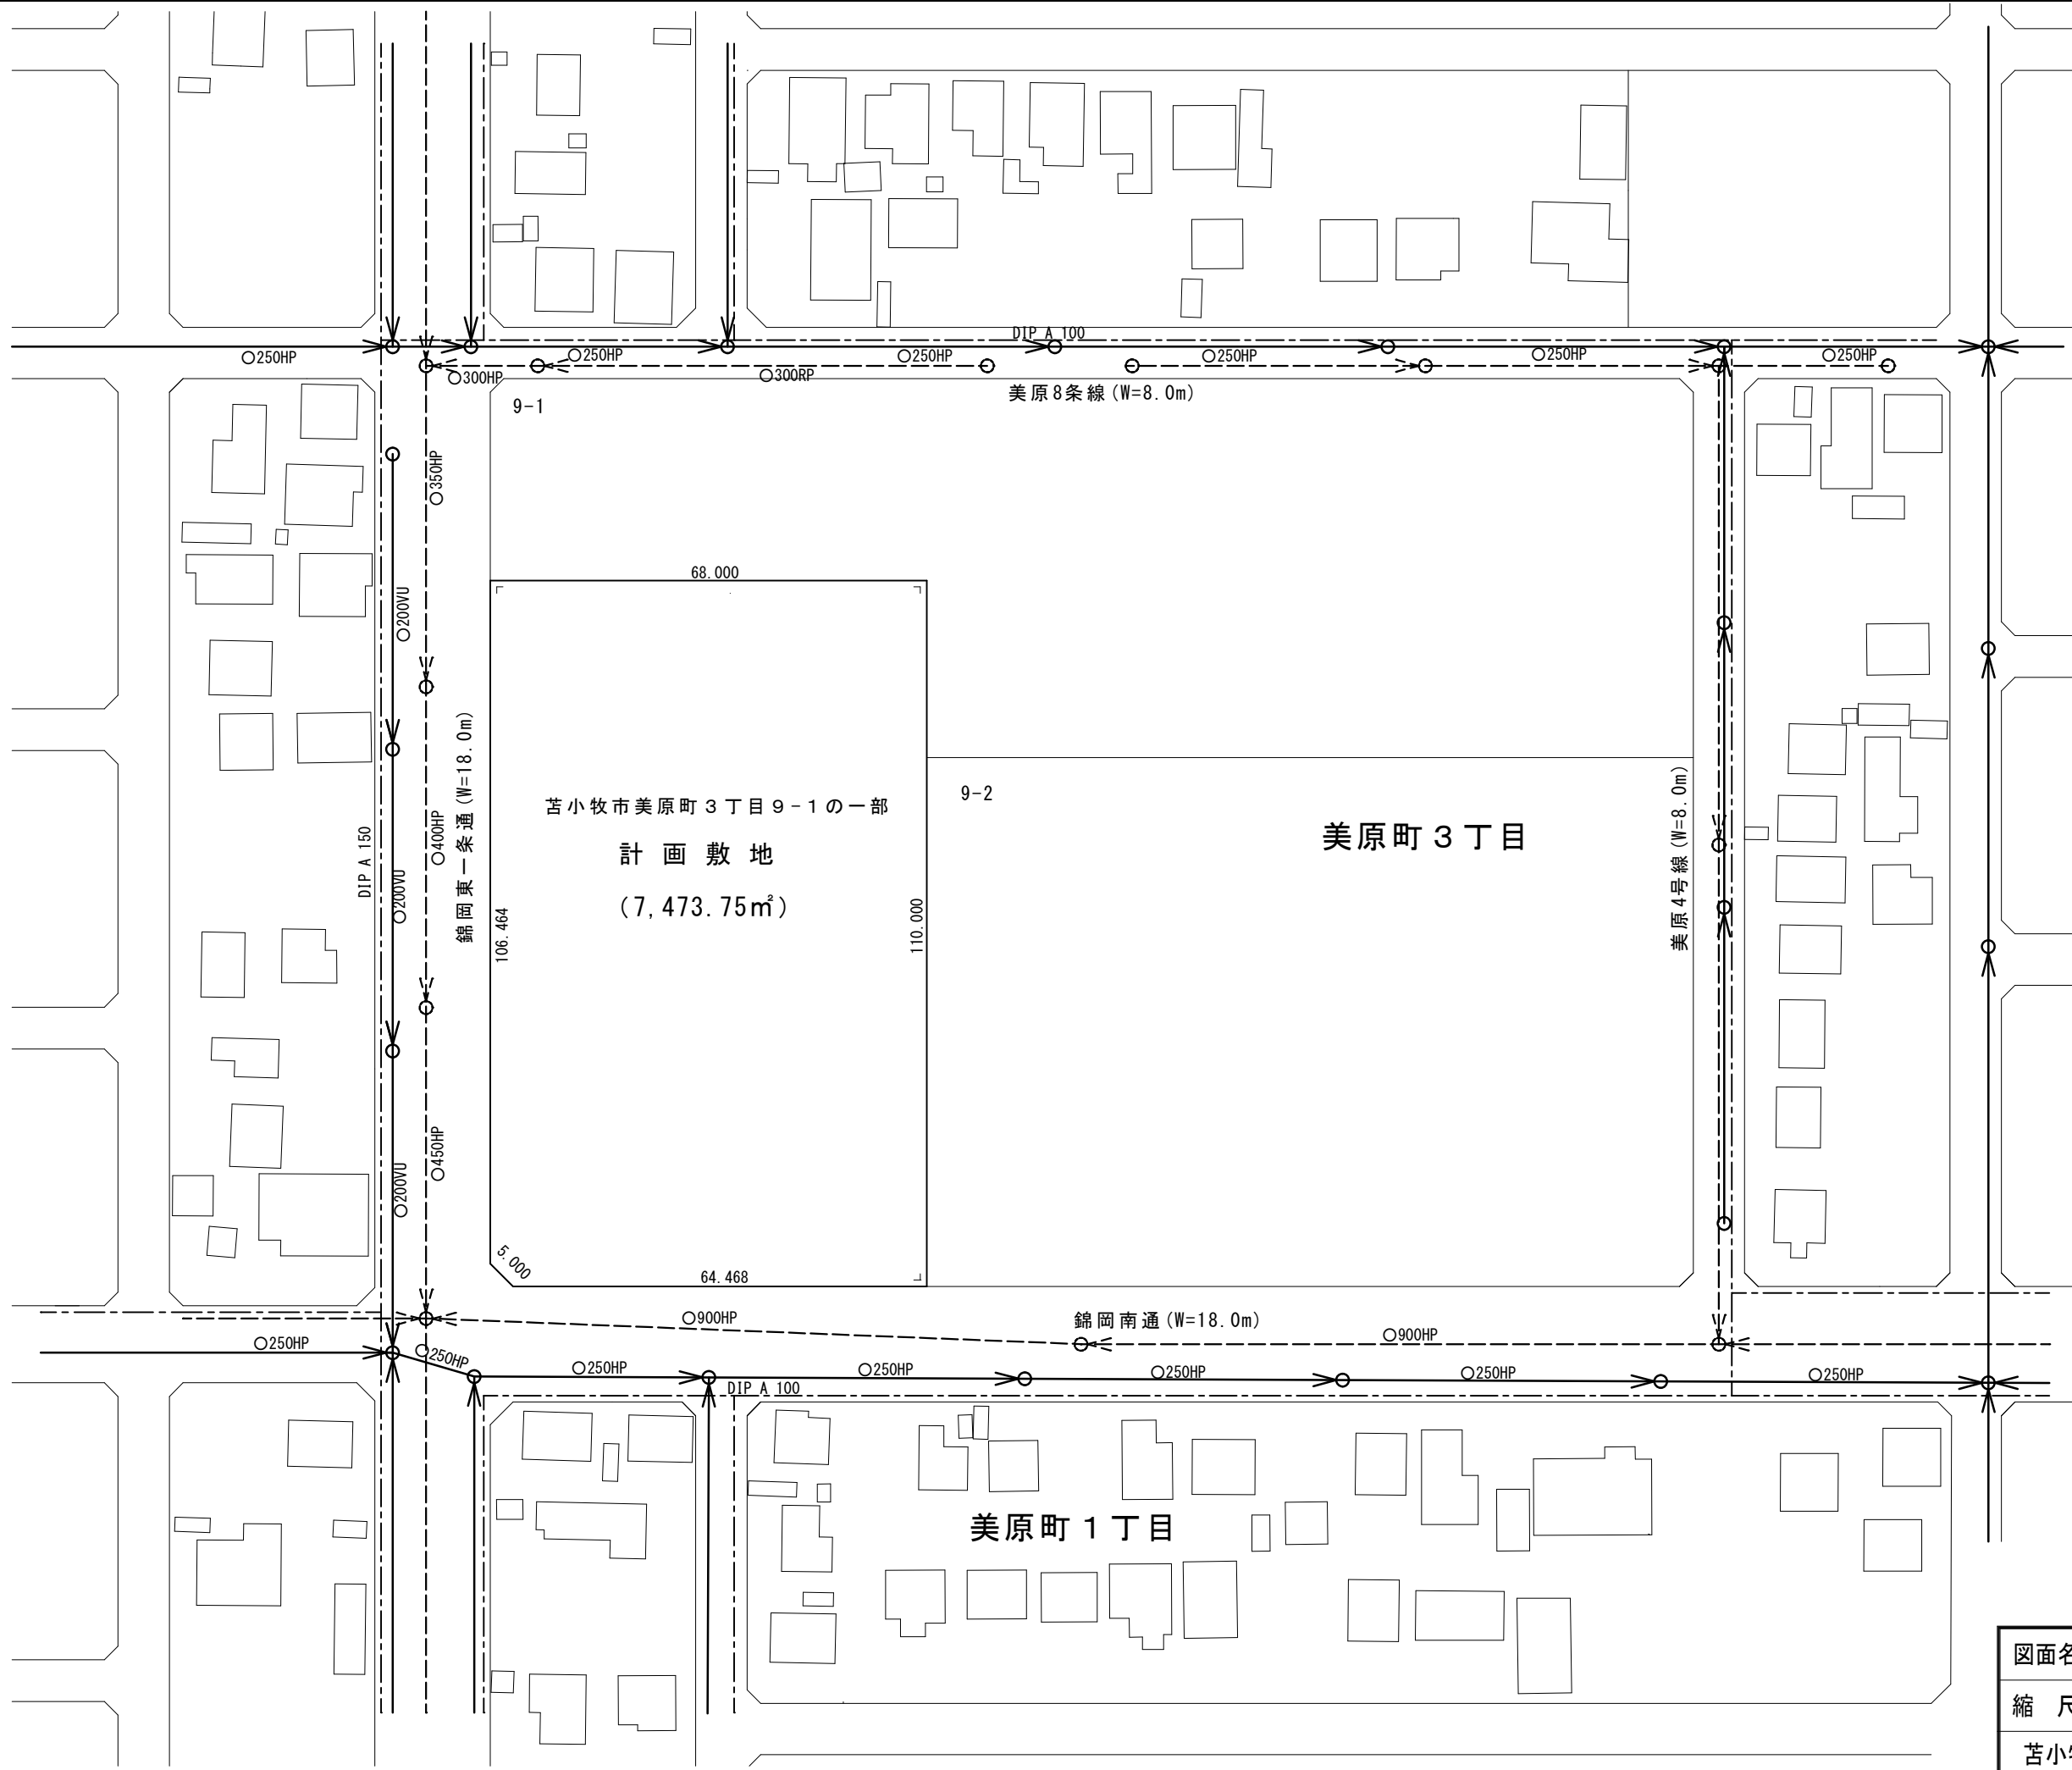 DIP A 100
○250HP
○250HP
○250HP
○250HP
○250HP
○250HP
○300HP
○300RP
美原8条線(W=8.0m)
9-1
○350HP
68.000
○200VU
錦岡東一条通(W=18.0m)
美原4号線(W=8.0m)
9-2
苫小牧市美原町3丁目9-1の一部
計画敷地
(7,473.75㎡)
美原町3丁目
DIP A 150
○400HP
○200VU
106.464
110.000
○450HP
○200VU
5.000
64.468
○900HP
錦岡南通(W=18.0m)
○900HP
○250HP
○250HP
○250HP
○250HP
○250HP
○250HP
○250HP
DIP A 100
美原町1丁目
図面名
縮 尺
苫小牧